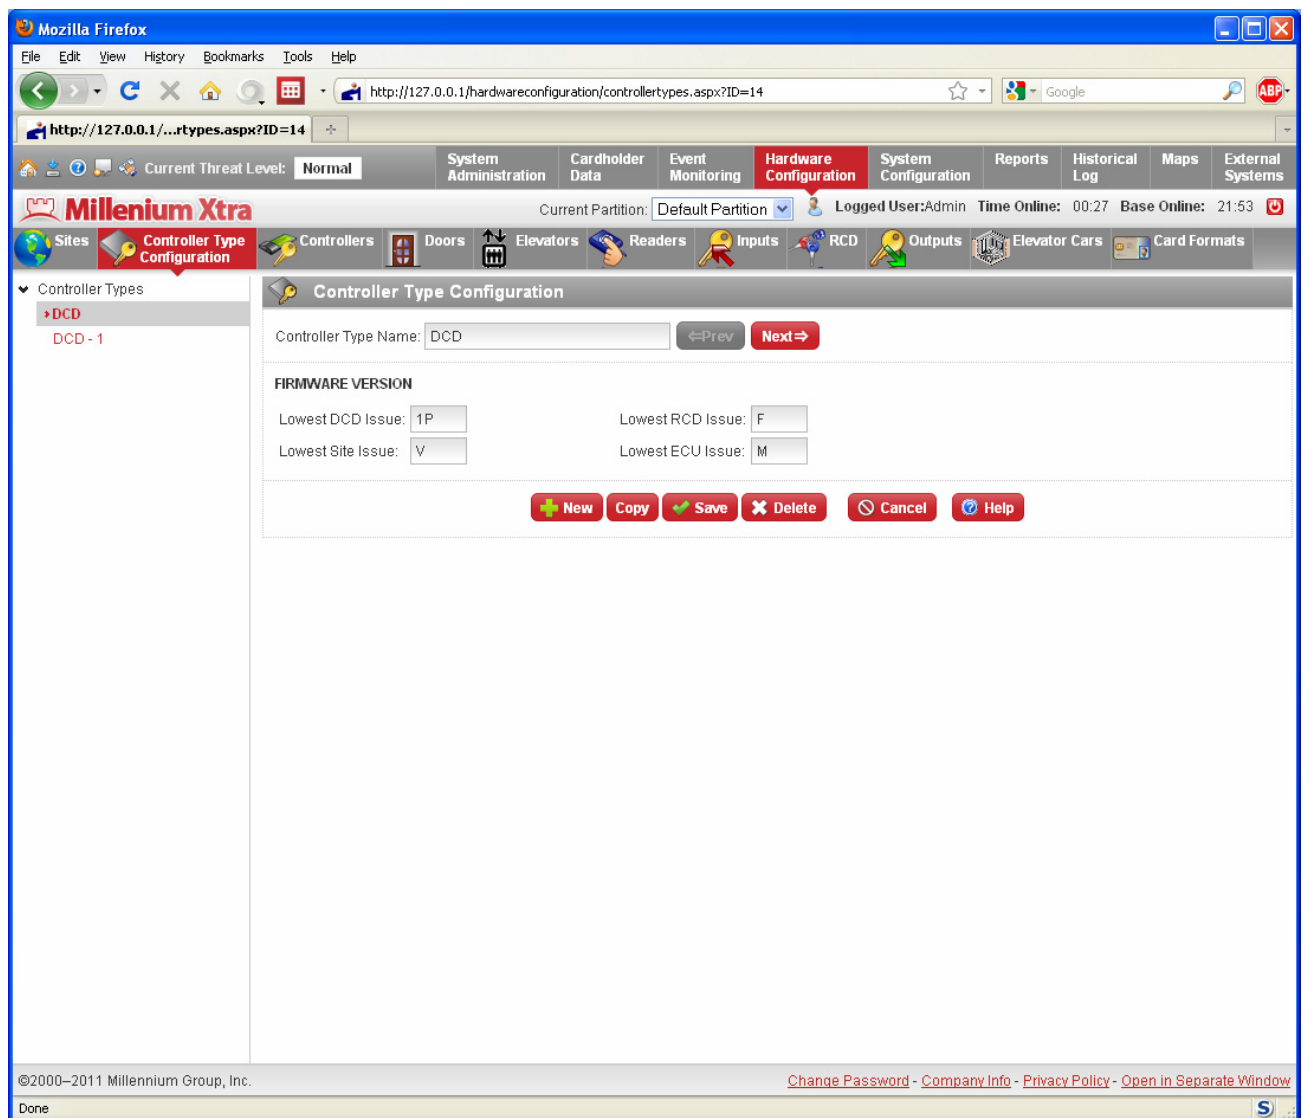 Mozilla Firefox
File Edit View History Bookmarks Tools Help
http://127.0.0.1/hardwareconfiguration/controllertypes.aspx?ID=14 Google ABP
http://127.0.0.1/...rtypes.aspx?ID=14
Current Threat Level: Normal System Administration Cardholder Data Event Monitoring Hardware Configuration System Configuration Reports Historical Log Maps External Systems
Millenium Xtra Current Partition: Default Partition Logged User:Admin Time Online: 00:27 Base Online: 21:53
Sites Controller Type Configuration Controllers Doors Elevators Readers Inputs RCD Outputs Elevator Cars Card Formats
Controller Types
DCD
DCD - 1
Controller Type Configuration
Controller Type Name: DCD ⇐Prev Next⇒
FIRMWARE VERSION
Lowest DCD Issue: 1P Lowest RCD Issue: F
Lowest Site Issue: V Lowest ECU Issue: M
New Copy Save Delete Cancel Help
©2000–2011 Millennium Group, Inc. Change Password - Company Info - Privacy Policy - Open in Separate Window
Done S